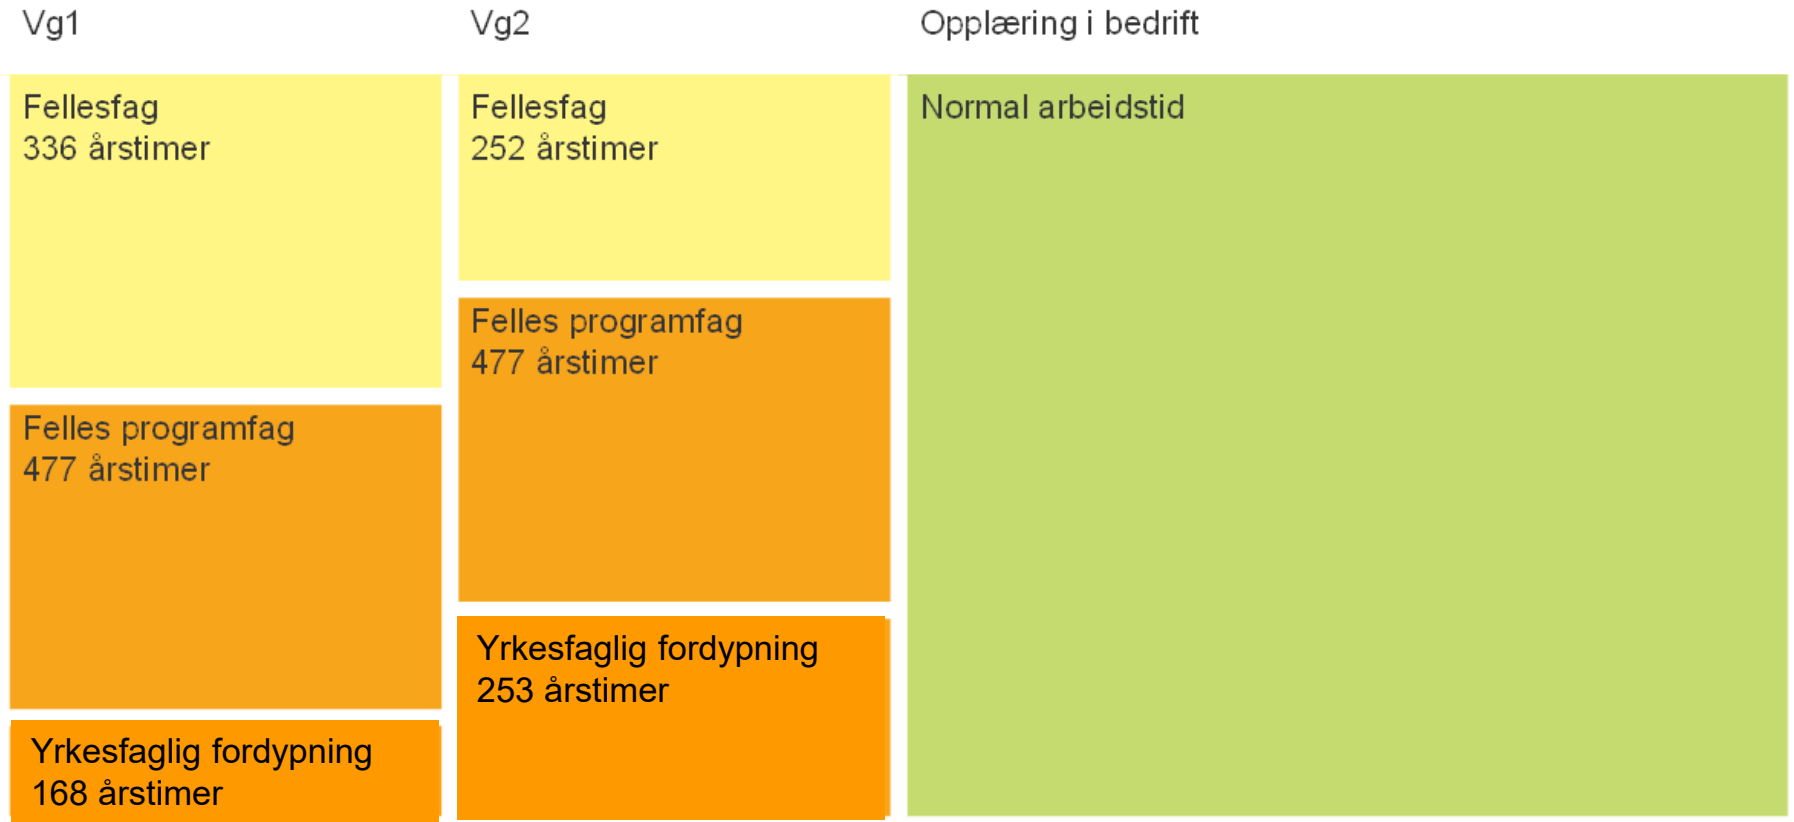 Vg1
Vg2
Opplæring i bedrift
Fellesfag
336 årstimer
Fellesfag
252 årstimer
Normal arbeidstid
Felles programfag
477 årstimer
Felles programfag
477 årstimer
Yrkesfaglig fordypning
168 årstimer
Yrkesfaglig fordypning
253 årstimer